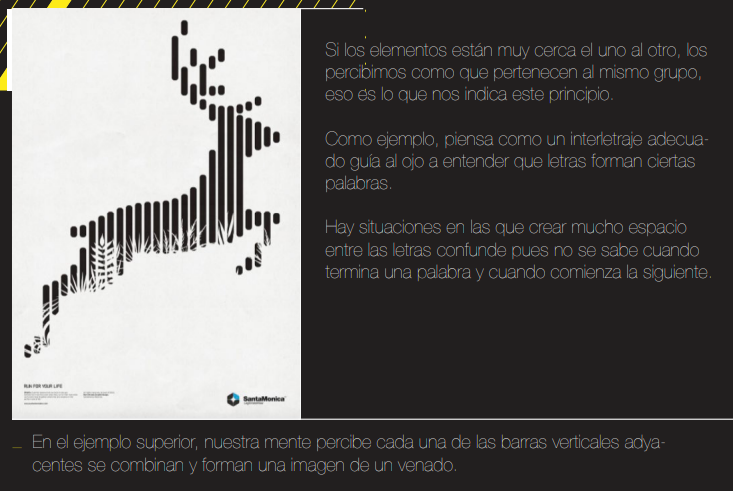 Si los elementos están muy cerca el uno al otro, los
percibimos como que pertenecen al mismo grupo,
eso es lo que nos indica este principio.
Como ejemplo, piensa como un interletraje adecua-
do guía al ojo a entender que letras forman ciertas
palabras.
Hay situaciones en las que crear mucho espacio
entre las letras confunde pues no se sabe cuando
termina una palabra y cuando comienza la siguiente.
RUN FOR YOUR LIFE
SantaMonica
En el ejemplo superior, nuestra mente percibe cada una de las barras verticales adya-
centes se combinan y forman una imagen de un venado.